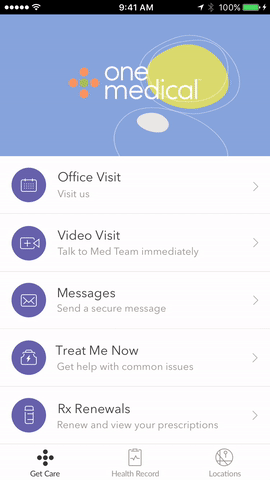 9:41 AM
100%
one
medical
Office Visit
Visit us
Video Visit
Talk to Med Team immediately
Messages
Send a secure message
Treat Me Now
Get help with common issues
Rx Renewals
Renew and view your prescriptions
Get Care
Health Record
Locations